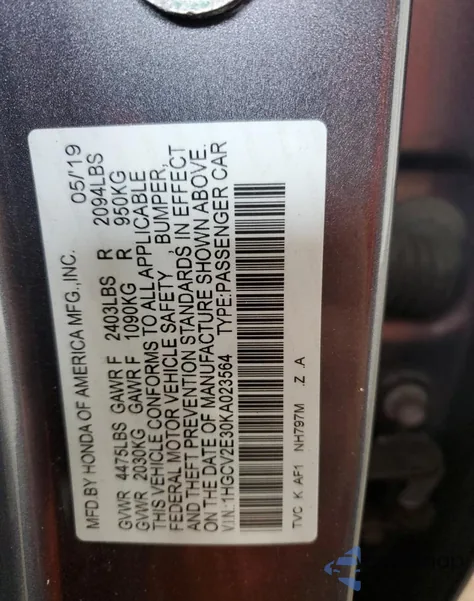 MFD BY HONDA OF AMERICA MFG.,INC. 05/'19
GVWR 4475LBS GAWR F 2403LBS R 2094LBS
GVWR 2030KG GAWR F 1090KG R 950KG
THIS VEHICLE CONFORMS TO ALL APPLICABLE
FEDERAL MOTOR VEHICLE SAFETY , BUMPER,
AND THEFT PREVENTION STANDARDS IN EFFECT
ON THE DATE OF MANUFACTURE SHOWN ABOVE.
VIN:1HGCV2E30KA023564 TYPE:PASSENGER CAR
TVC K AF1 NH797M .Z .A